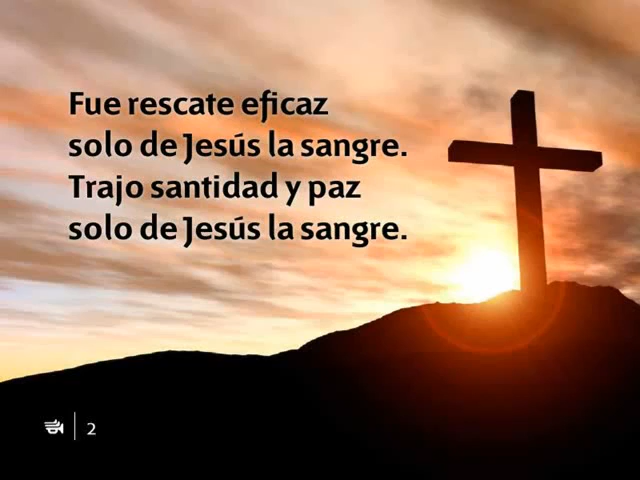 Fue rescate eficaz
solo de Jesús la sangre.
Trajo santidad y paz
solo de Jesús la sangre.
2